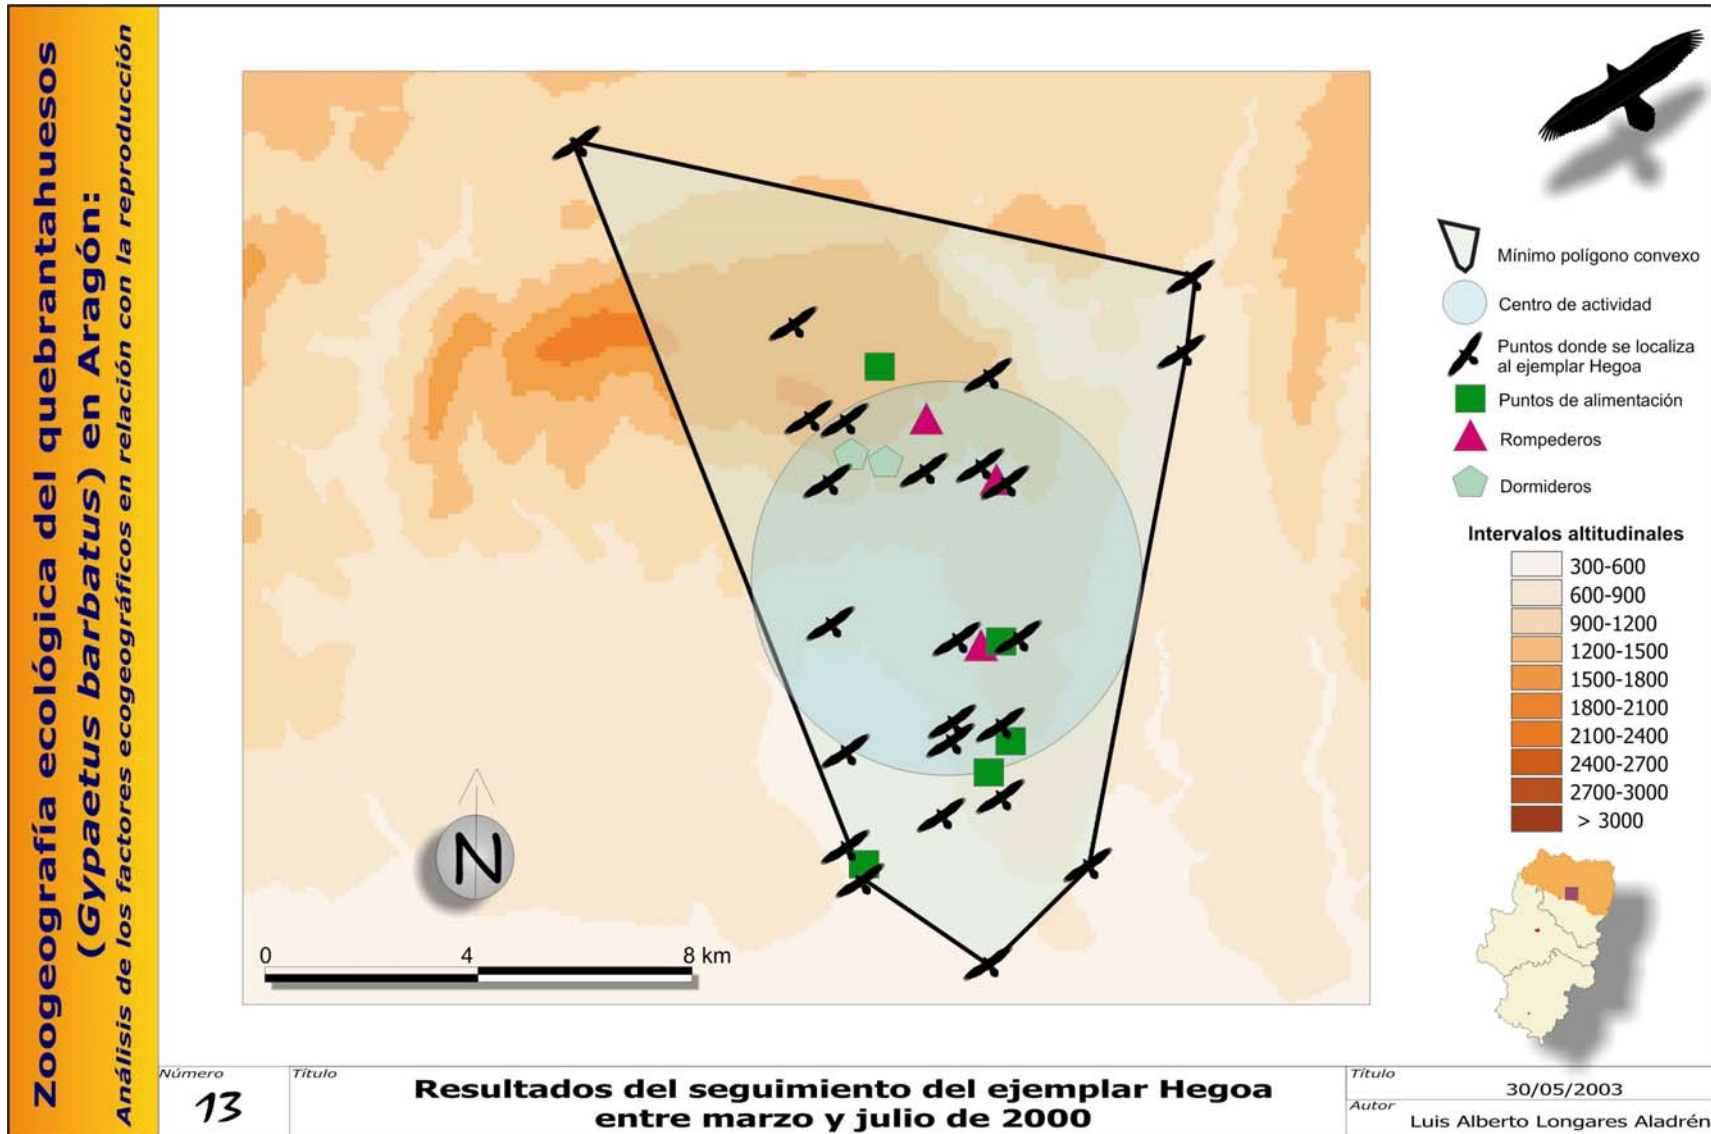 Zoogeografía ecológica del quebrantahuesos
(Gypaetus barbatus) en Aragón:
Análisis de los factores ecogeográficos en relación con la reproducción
Mínimo polígono convexo
Centro de actividad
Puntos donde se localiza
al ejemplar Hegoa
Puntos de alimentación
Rompederos
Dormideros
Intervalos altitudinales
300-600
600-900
900-1200
1200-1500
1500-1800
1800-2100
2100-2400
2400-2700
2700-3000
> 3000
N
0 4 8 km
Número
13
Título
Resultados del seguimiento del ejemplar Hegoa
entre marzo y julio de 2000
Título
30/05/2003
Autor
Luis Alberto Longares Aladrén